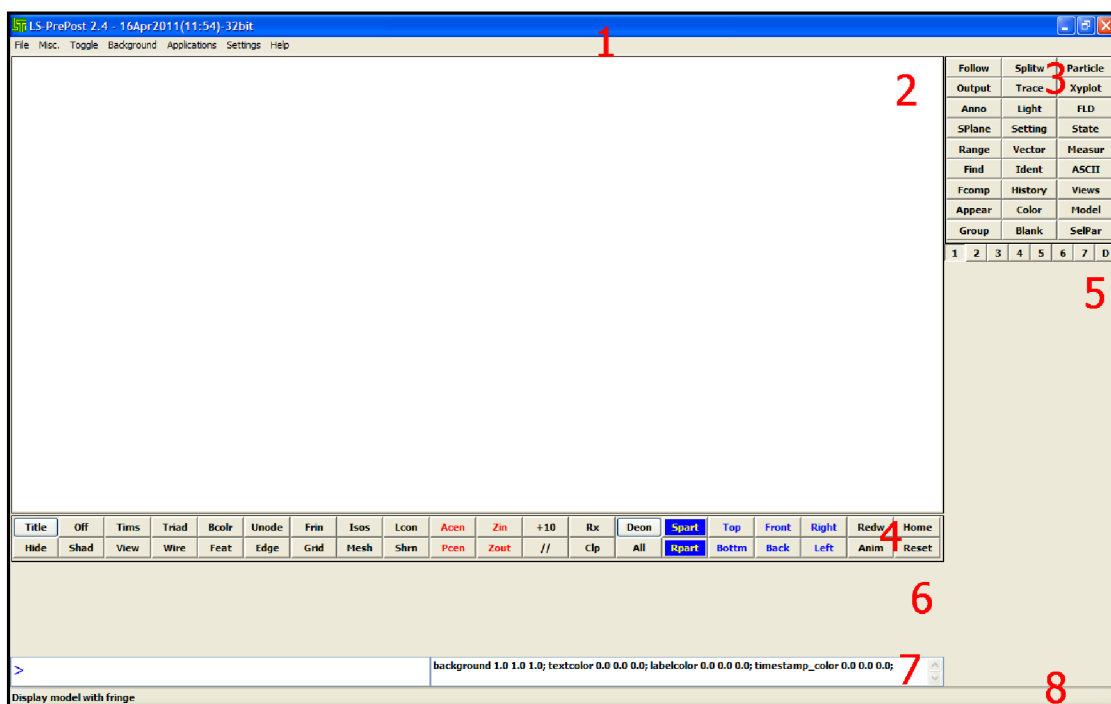 LS-PrePost 2.4 - 16Apr2011(11:54)-32bit
File Misc. Toggle Background Applications Settings Help
1
2
3
Follow Splitw Particle
Output Trace Xyplot
Anno Light FLD
SPlane Setting State
Range Vector Measur
Find Ident ASCII
Fcomp History Views
Appear Color Model
Group Blank SelPar
1 2 3 4 5 6 7 D
5
Title Off Tims Triad Bcolr Unode Frin Isos Lcon Acen Zin +10 Rx Deon Spart Top Front Right Redw Home
Hide Shad View Wire Feat Edge Grid Mesh Shrn Pcen Zout // Clp All Rpart Bottm Back Left Anim Reset
4
6
> background 1.0 1.0 1.0; textcolor 0.0 0.0 0.0; labelcolor 0.0 0.0 0.0; timestamp_color 0.0 0.0 0.0;
7
Display model with fringe
8